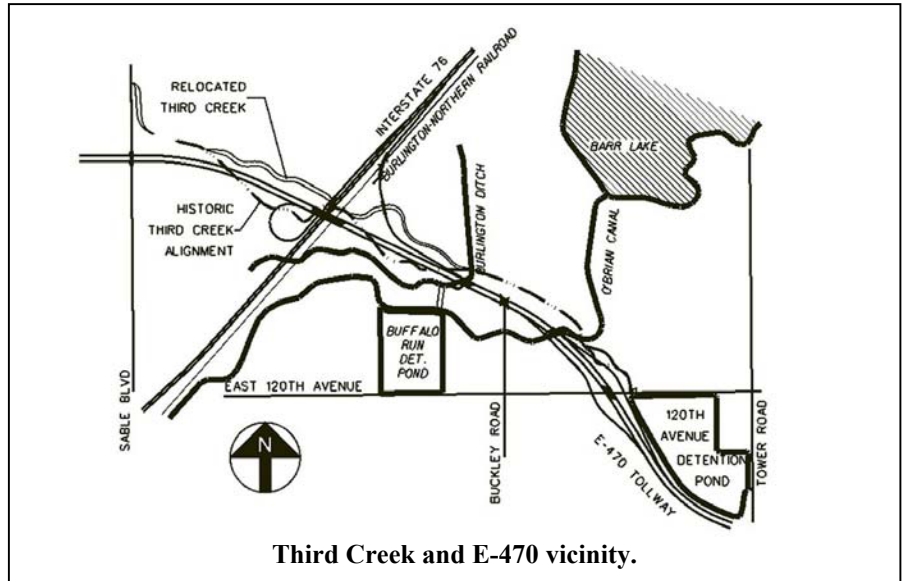 INTERSTATE 76
BURLINGTON-NORTHERN RAILROAD
RELOCATED
THIRD CREEK
BARR LAKE
HISTORIC
THIRD CREEK
ALIGNMENT
BURLINGTON DITCH
O'BRIAN CANAL
BUFFALO
RUN
DET.
POND
EAST 120TH AVENUE
SABLE BLVD
N
BUCKLEY ROAD
E-470 TOLLWAY
120TH
AVENUE
DETENTION
POND
TOWER ROAD
Third Creek and E-470 vicinity.